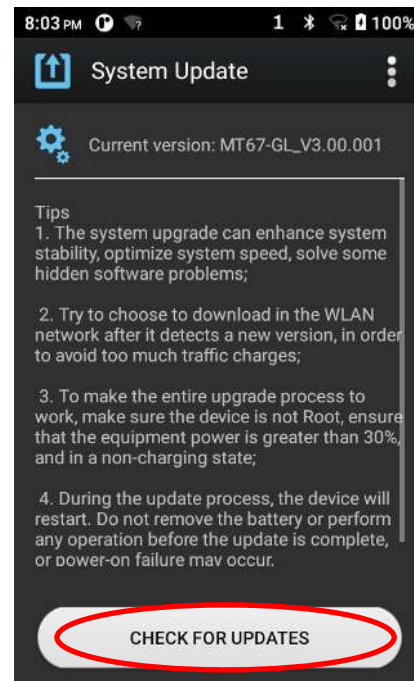 8:03 PM 1 100%
System Update
Current version: MT67-GL_V3.00.001
Tips
1. The system upgrade can enhance system
stability, optimize system speed, solve some
hidden software problems;
2. Try to choose to download in the WLAN
network after it detects a new version, in order
to avoid too much traffic charges;
3. To make the entire upgrade process to
work, make sure the device is not Root, ensure
that the equipment power is greater than 30%,
and in a non-charging state;
4. During the update process, the device will
restart. Do not remove the battery or perform
any operation before the update is complete,
or power-on failure may occur.
CHECK FOR UPDATES